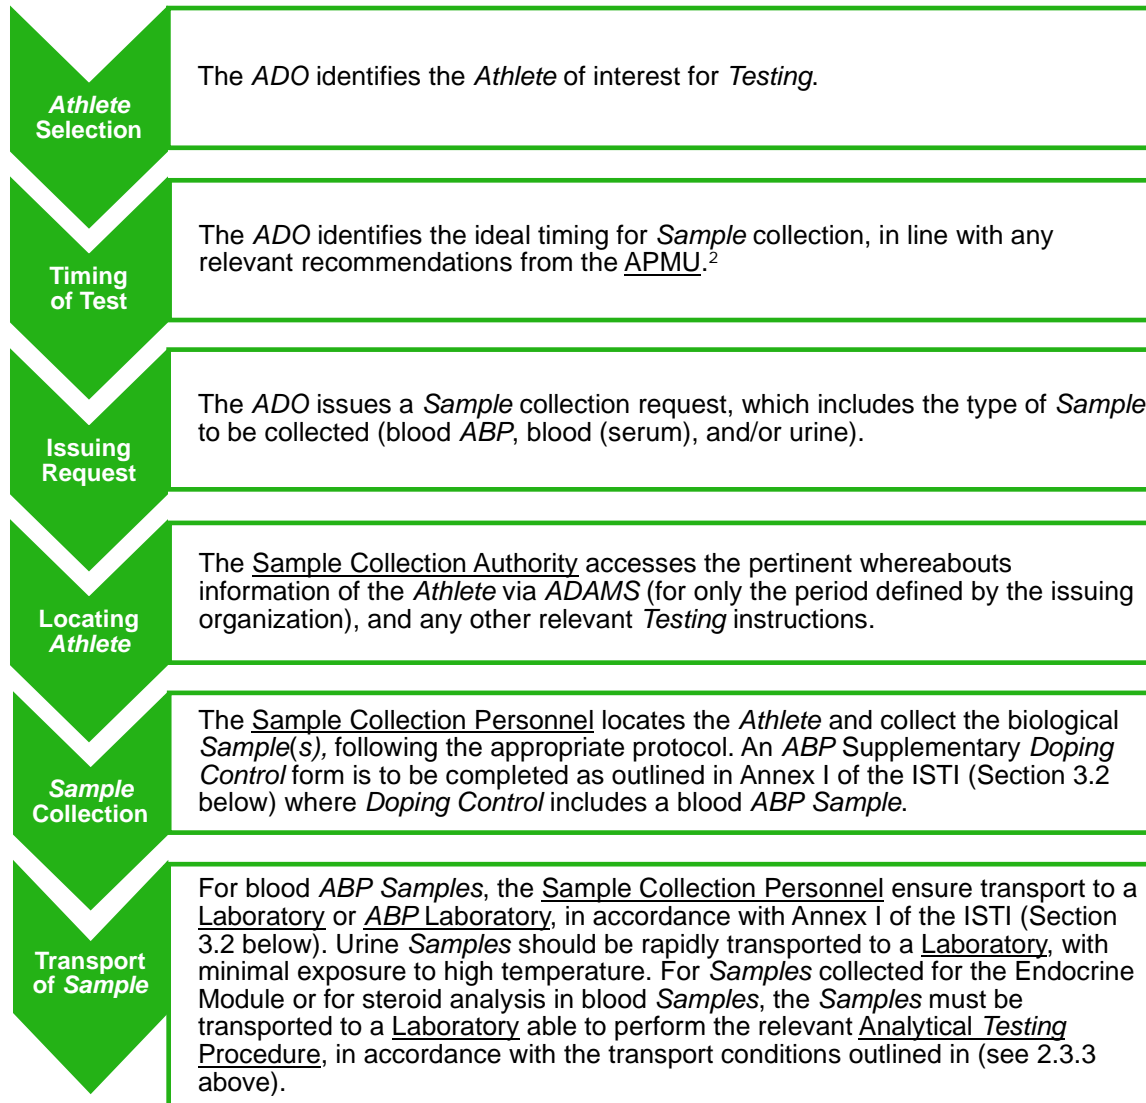 Athlete
Selection
The ADO identifies the Athlete of interest for Testing.
Timing
of Test
The ADO identifies the ideal timing for Sample collection, in line with any
relevant recommendations from the APMU.2
Issuing
Request
The ADO issues a Sample collection request, which includes the type of Sample
to be collected (blood ABP, blood (serum), and/or urine).
Locating
Athlete
The Sample Collection Authority accesses the pertinent whereabouts
information of the Athlete via ADAMS (for only the period defined by the issuing
organization), and any other relevant Testing instructions.
Sample
Collection
The Sample Collection Personnel locates the Athlete and collect the biological
Sample(s), following the appropriate protocol. An ABP Supplementary Doping
Control form is to be completed as outlined in Annex I of the ISTI (Section 3.2
below) where Doping Control includes a blood ABP Sample.
Transport
of Sample
For blood ABP Samples, the Sample Collection Personnel ensure transport to a
Laboratory or ABP Laboratory, in accordance with Annex I of the ISTI (Section
3.2 below). Urine Samples should be rapidly transported to a Laboratory, with
minimal exposure to high temperature. For Samples collected for the Endocrine
Module or for steroid analysis in blood Samples, the Samples must be
transported to a Laboratory able to perform the relevant Analytical Testing
Procedure, in accordance with the transport conditions outlined in (see 2.3.3
above).